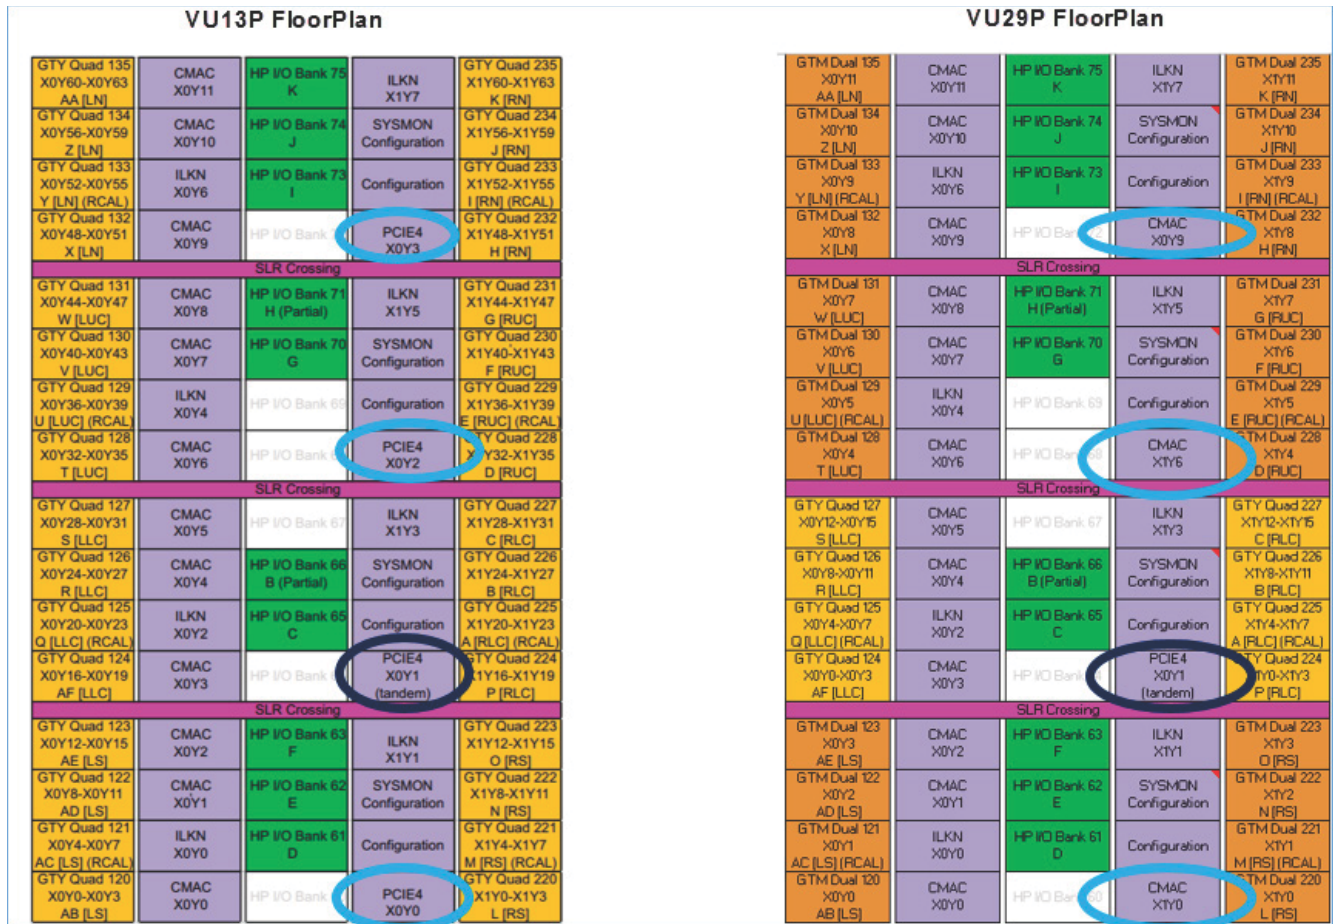 VU13P FloorPlan
GTY Quad 135
X0Y60-X0Y63
AA [LN]
CMAC
X0Y11
HP I/O Bank 75
K
ILKN
X1Y7
GTY Quad 235
X1Y60-X1Y63
K [RN]
GTY Quad 134
X0Y56-X0Y59
Z [LN]
CMAC
X0Y10
HP I/O Bank 74
J
SYSMON
Configuration
GTY Quad 234
X1Y56-X1Y59
J [RN]
GTY Quad 133
X0Y52-X0Y55
Y [LN] (RCAL)
ILKN
X0Y6
HP I/O Bank 73
I
Configuration
GTY Quad 233
X1Y52-X1Y55
I [RN] (RCAL)
GTY Quad 132
X0Y48-X0Y51
X [LN]
CMAC
X0Y9
HP I/O Bank
PCIE4
X0Y3
GTY Quad 232
X1Y48-X1Y51
H [RN]
SLR Crossing
GTY Quad 131
X0Y44-X0Y47
W [LUC]
CMAC
X0Y8
HP I/O Bank 71
H (Partial)
ILKN
X1Y5
GTY Quad 231
X1Y44-X1Y47
G [RUC]
GTY Quad 130
X0Y40-X0Y43
V [LUC]
CMAC
X0Y7
HP I/O Bank 70
G
SYSMON
Configuration
GTY Quad 230
X1Y40-X1Y43
F [RUC]
GTY Quad 129
X0Y36-X0Y39
U [LUC] (RCAL)
ILKN
X0Y4
HP I/O Bank 69
Configuration
GTY Quad 229
X1Y36-X1Y39
E [RUC] (RCAL)
GTY Quad 128
X0Y32-X0Y35
T [LUC]
CMAC
X0Y6
HP I/O Bank
PCIE4
X0Y2
GTY Quad 228
X1Y32-X1Y35
D [RUC]
SLR Crossing
GTY Quad 127
X0Y28-X0Y31
S [LLC]
CMAC
X0Y5
HP I/O Bank 67
ILKN
X1Y3
GTY Quad 227
X1Y28-X1Y31
C [RLC]
GTY Quad 126
X0Y24-X0Y27
R [LLC]
CMAC
X0Y4
HP I/O Bank 66
B (Partial)
SYSMON
Configuration
GTY Quad 226
X1Y24-X1Y27
B [RLC]
GTY Quad 125
X0Y20-X0Y23
Q [LLC] (RCAL)
ILKN
X0Y2
HP I/O Bank 65
C
Configuration
GTY Quad 225
X1Y20-X1Y23
A [RLC] (RCAL)
GTY Quad 124
X0Y16-X0Y19
AF [LLC]
CMAC
X0Y3
HP I/O Bank
PCIE4
X0Y1
(tandem)
GTY Quad 224
X1Y16-X1Y19
P [RLC]
SLR Crossing
GTY Quad 123
X0Y12-X0Y15
AE [LS]
CMAC
X0Y2
HP I/O Bank 63
F
ILKN
X1Y1
GTY Quad 223
X1Y12-X1Y15
O [RS]
GTY Quad 122
X0Y8-X0Y11
AD [LS]
CMAC
X0Y1
HP I/O Bank 62
E
SYSMON
Configuration
GTY Quad 222
X1Y8-X1Y11
N [RS]
GTY Quad 121
X0Y4-X0Y7
AC [LS] (RCAL)
ILKN
X0Y0
HP I/O Bank 61
D
Configuration
GTY Quad 221
X1Y4-X1Y7
M [RS] (RCAL)
GTY Quad 120
X0Y0-X0Y3
AB [LS]
CMAC
X0Y0
HP I/O Bank
PCIE4
X0Y0
GTY Quad 220
X1Y0-X1Y3
L [RS]
VU29P FloorPlan
GTM Dual 135
X0Y11
AA [LN]
CMAC
X0Y11
HP I/O Bank 75
K
ILKN
X1Y7
GTM Dual 235
X1Y11
K [RN]
GTM Dual 134
X0Y10
Z [LN]
CMAC
X0Y10
HP I/O Bank 74
J
SYSMON
Configuration
GTM Dual 234
X1Y10
J [RN]
GTM Dual 133
X0Y9
Y [LN] (RCAL)
ILKN
X0Y6
HP I/O Bank 73
I
Configuration
GTM Dual 233
X1Y9
I [RN] (RCAL)
GTM Dual 132
X0Y8
X [LN]
CMAC
X0Y9
HP I/O Bank
CMAC
X0Y9
GTM Dual 232
X1Y8
H [RN]
SLR Crossing
GTM Dual 131
X0Y7
W [LUC]
CMAC
X0Y8
HP I/O Bank 71
H (Partial)
ILKN
X1Y5
GTM Dual 231
X1Y7
G [RUC]
GTM Dual 130
X0Y6
V [LUC]
CMAC
X0Y7
HP I/O Bank 70
G
SYSMON
Configuration
GTM Dual 230
X1Y6
F [RUC]
GTM Dual 129
X0Y5
U [LUC] (RCAL)
ILKN
X0Y4
HP I/O Bank 69
Configuration
GTM Dual 229
X1Y5
E [RUC] (RCAL)
GTM Dual 128
X0Y4
T [LUC]
CMAC
X0Y6
HP I/O Bank 68
CMAC
X1Y6
GTM Dual 228
X1Y4
D [RUC]
SLR Crossing
GTY Quad 127
X0Y12-X0Y15
S [LLC]
CMAC
X0Y5
HP I/O Bank 67
ILKN
X1Y3
GTY Quad 227
X1Y12-X1Y15
C [RLC]
GTY Quad 126
X0Y8-X0Y11
R [LLC]
CMAC
X0Y4
HP I/O Bank 66
B (Partial)
SYSMON
Configuration
GTY Quad 226
X1Y8-X1Y11
B [RLC]
GTY Quad 125
X0Y4-X0Y7
Q [LLC] (RCAL)
ILKN
X0Y2
HP I/O Bank 65
C
Configuration
GTY Quad 225
X1Y4-X1Y7
A [RLC] (RCAL)
GTY Quad 124
X0Y0-X0Y3
AF [LLC]
CMAC
X0Y3
HP I/O Bank
PCIE4
X0Y1
(tandem)
GTY Quad 224
X1Y0-X1Y3
P [RLC]
SLR Crossing
GTM Dual 123
X0Y3
AE [LS]
CMAC
X0Y2
HP I/O Bank 63
F
ILKN
X1Y1
GTM Dual 223
X1Y3
O [RS]
GTM Dual 122
X0Y2
AD [LS]
CMAC
X0Y1
HP I/O Bank 62
E
SYSMON
Configuration
GTM Dual 222
X1Y2
N [RS]
GTM Dual 121
X0Y1
AC [LS] (RCAL)
ILKN
X0Y0
HP I/O Bank 61
D
Configuration
GTM Dual 221
X1Y1
M [RS] (RCAL)
GTM Dual 120
X0Y0
AB [LS]
CMAC
X0Y0
HP I/O Bank 60
CMAC
X1Y0
GTM Dual 220
X1Y0
L [RS]